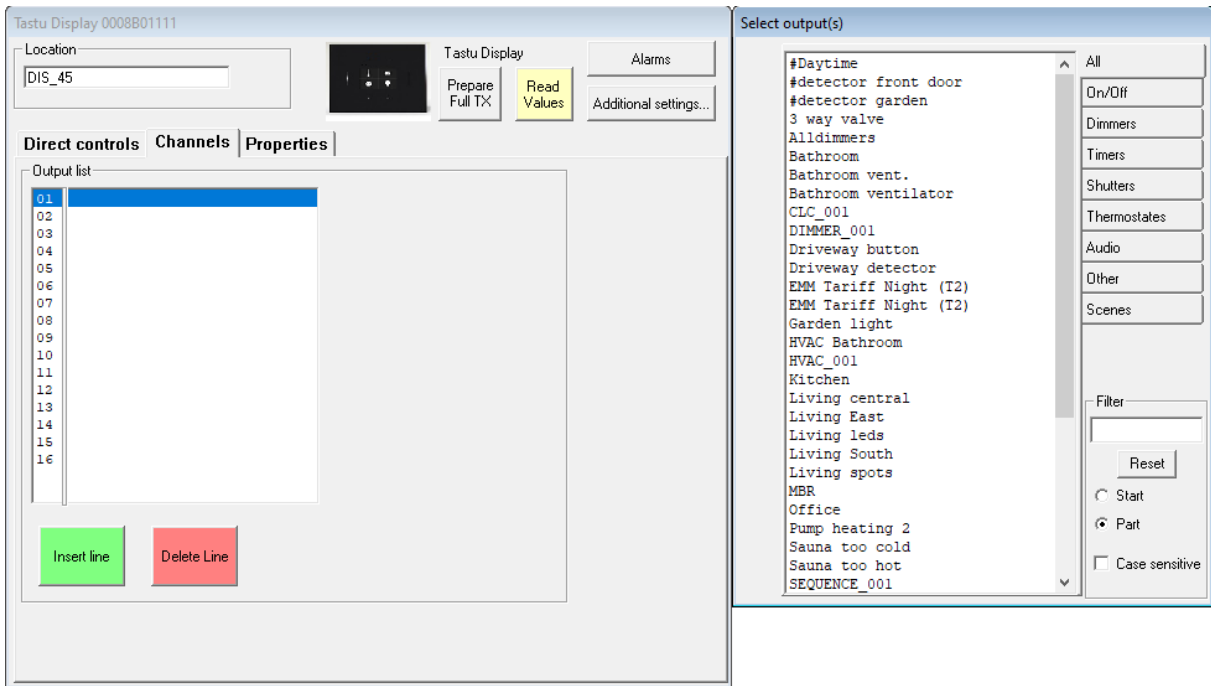 Tastu Display 0008B01111
Location
DIS_45
Tastu Display
Prepare
Full TX
Read
Values
Alarms
Additional settings...
Direct controls
Channels
Properties
Output list
01
02
03
04
05
06
07
08
09
10
11
12
13
14
15
16
Insert line
Delete Line
Select output(s)
#Daytime
#detector front door
#detector garden
3 way valve
Alldimmers
Bathroom
Bathroom vent.
Bathroom ventilator
CLC_001
DIMMER_001
Driveway button
Driveway detector
EMM Tariff Night (T2)
EMM Tariff Night (T2)
Garden light
HVAC Bathroom
HVAC_001
Kitchen
Living central
Living East
Living leds
Living South
Living spots
MBR
Office
Pump heating 2
Sauna too cold
Sauna too hot
SEQUENCE_001
All
On/Off
Dimmers
Timers
Shutters
Thermostates
Audio
Other
Scenes
Filter
Reset
Start
Part
Case sensitive